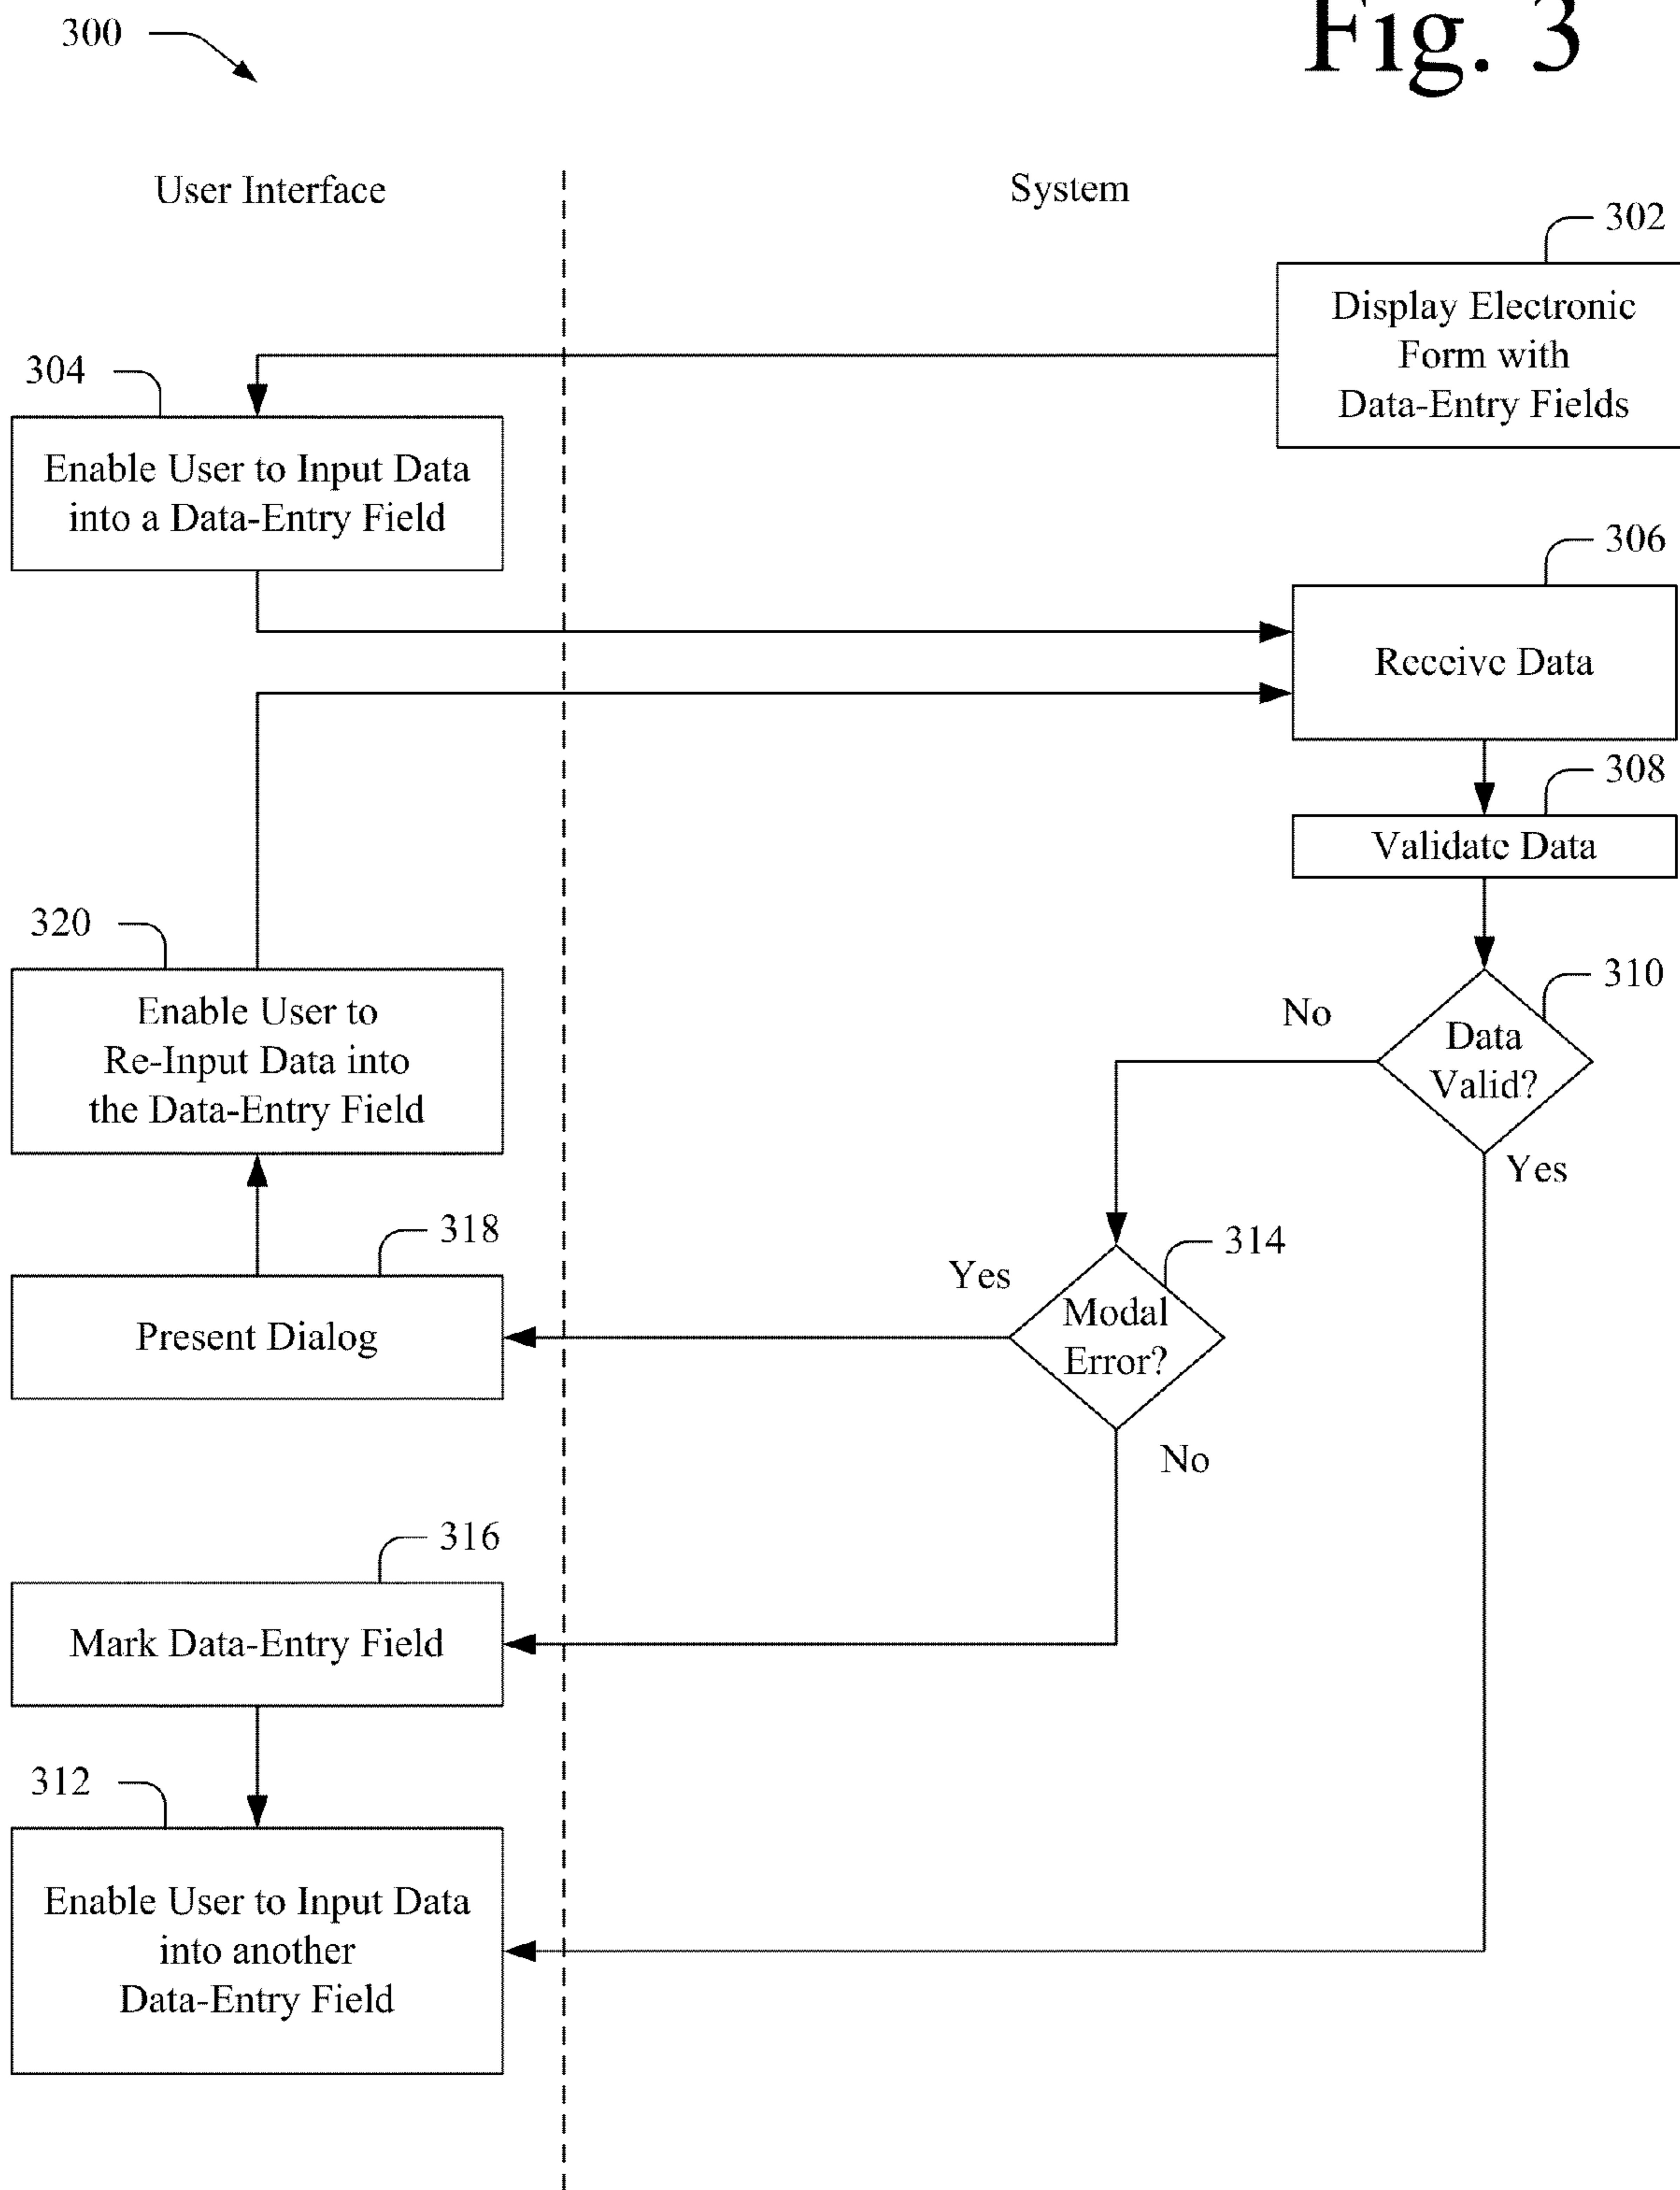 Fig. 3
300
User Interface
System
302
Display Electronic
Form with
Data-Entry Fields
304
Enable User to Input Data
into a Data-Entry Field
306
Receive Data
308
Validate Data
320
Enable User to
Re-Input Data into
the Data-Entry Field
310
No
Data
Valid?
Yes
318
Present Dialog
314
Yes
Modal
Error?
No
316
Mark Data-Entry Field
312
Enable User to Input Data
into another
Data-Entry Field